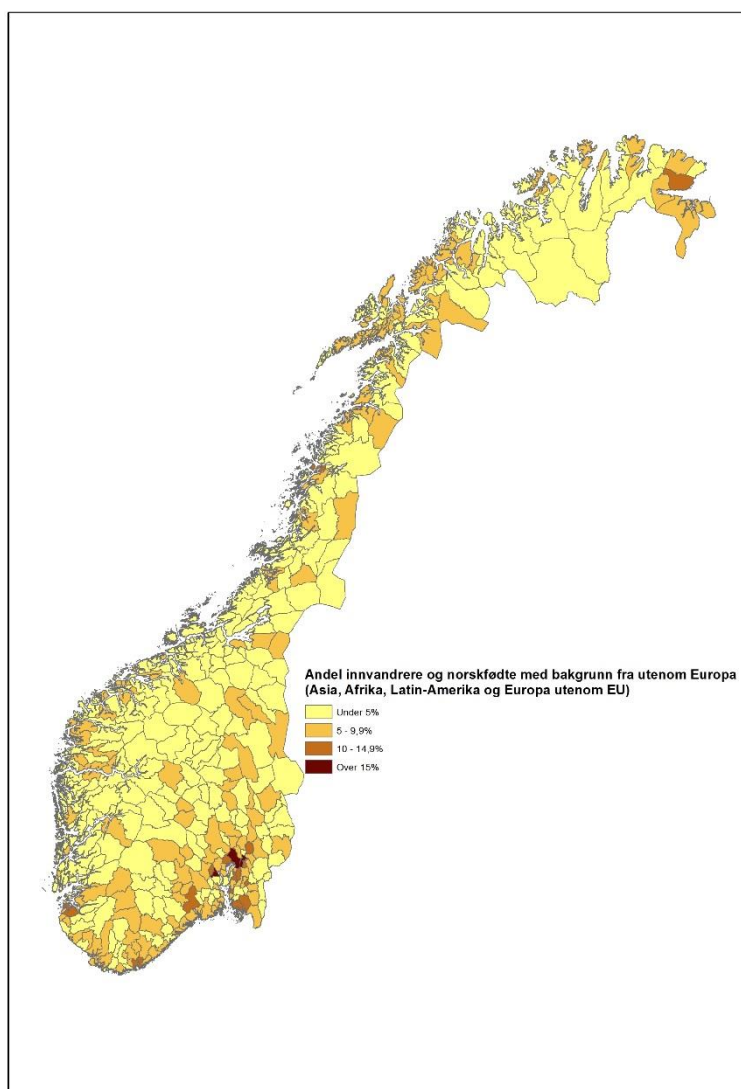 Andel innvandrere og norskfødte med bakgrunn fra utenom Europa
(Asia, Afrika, Latin-Amerika og Europa utenom EU)
Under 5%
5 - 9,9%
10 - 14,9%
Over 15%